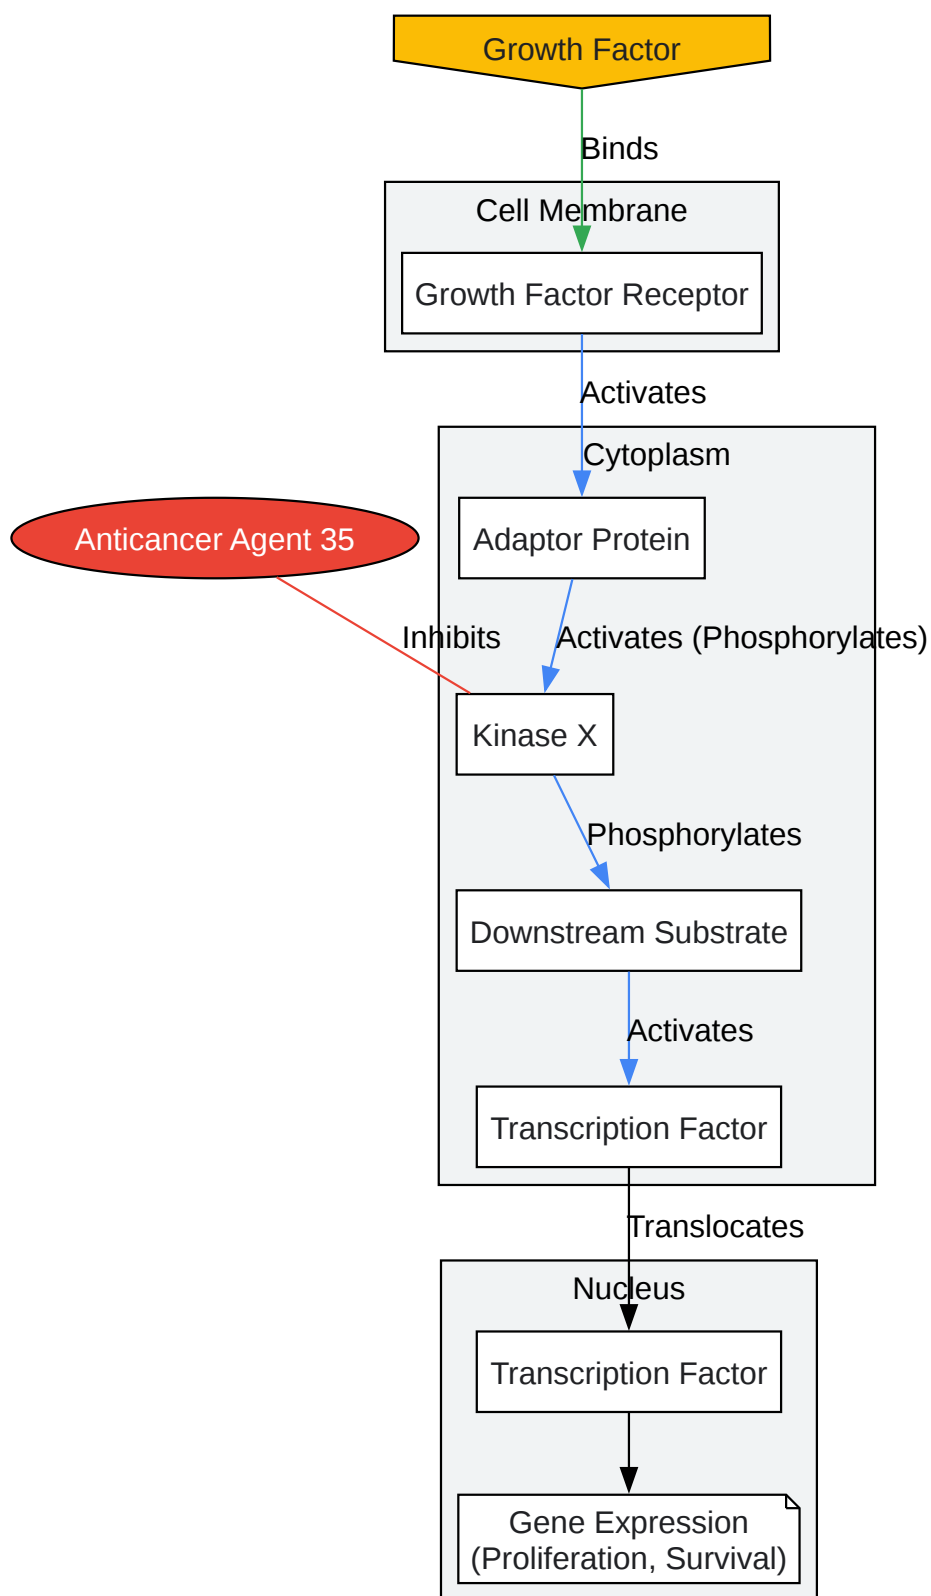 Growth Factor
Binds
Cell Membrane
Growth Factor Receptor
Activates
Cytoplasm
Anticancer Agent 35
Adaptor Protein
Inhibits
Activates (Phosphorylates)
Kinase X
Phosphorylates
Downstream Substrate
Activates
Transcription Factor
Translocates
Nucleus
Transcription Factor
Gene Expression
(Proliferation, Survival)